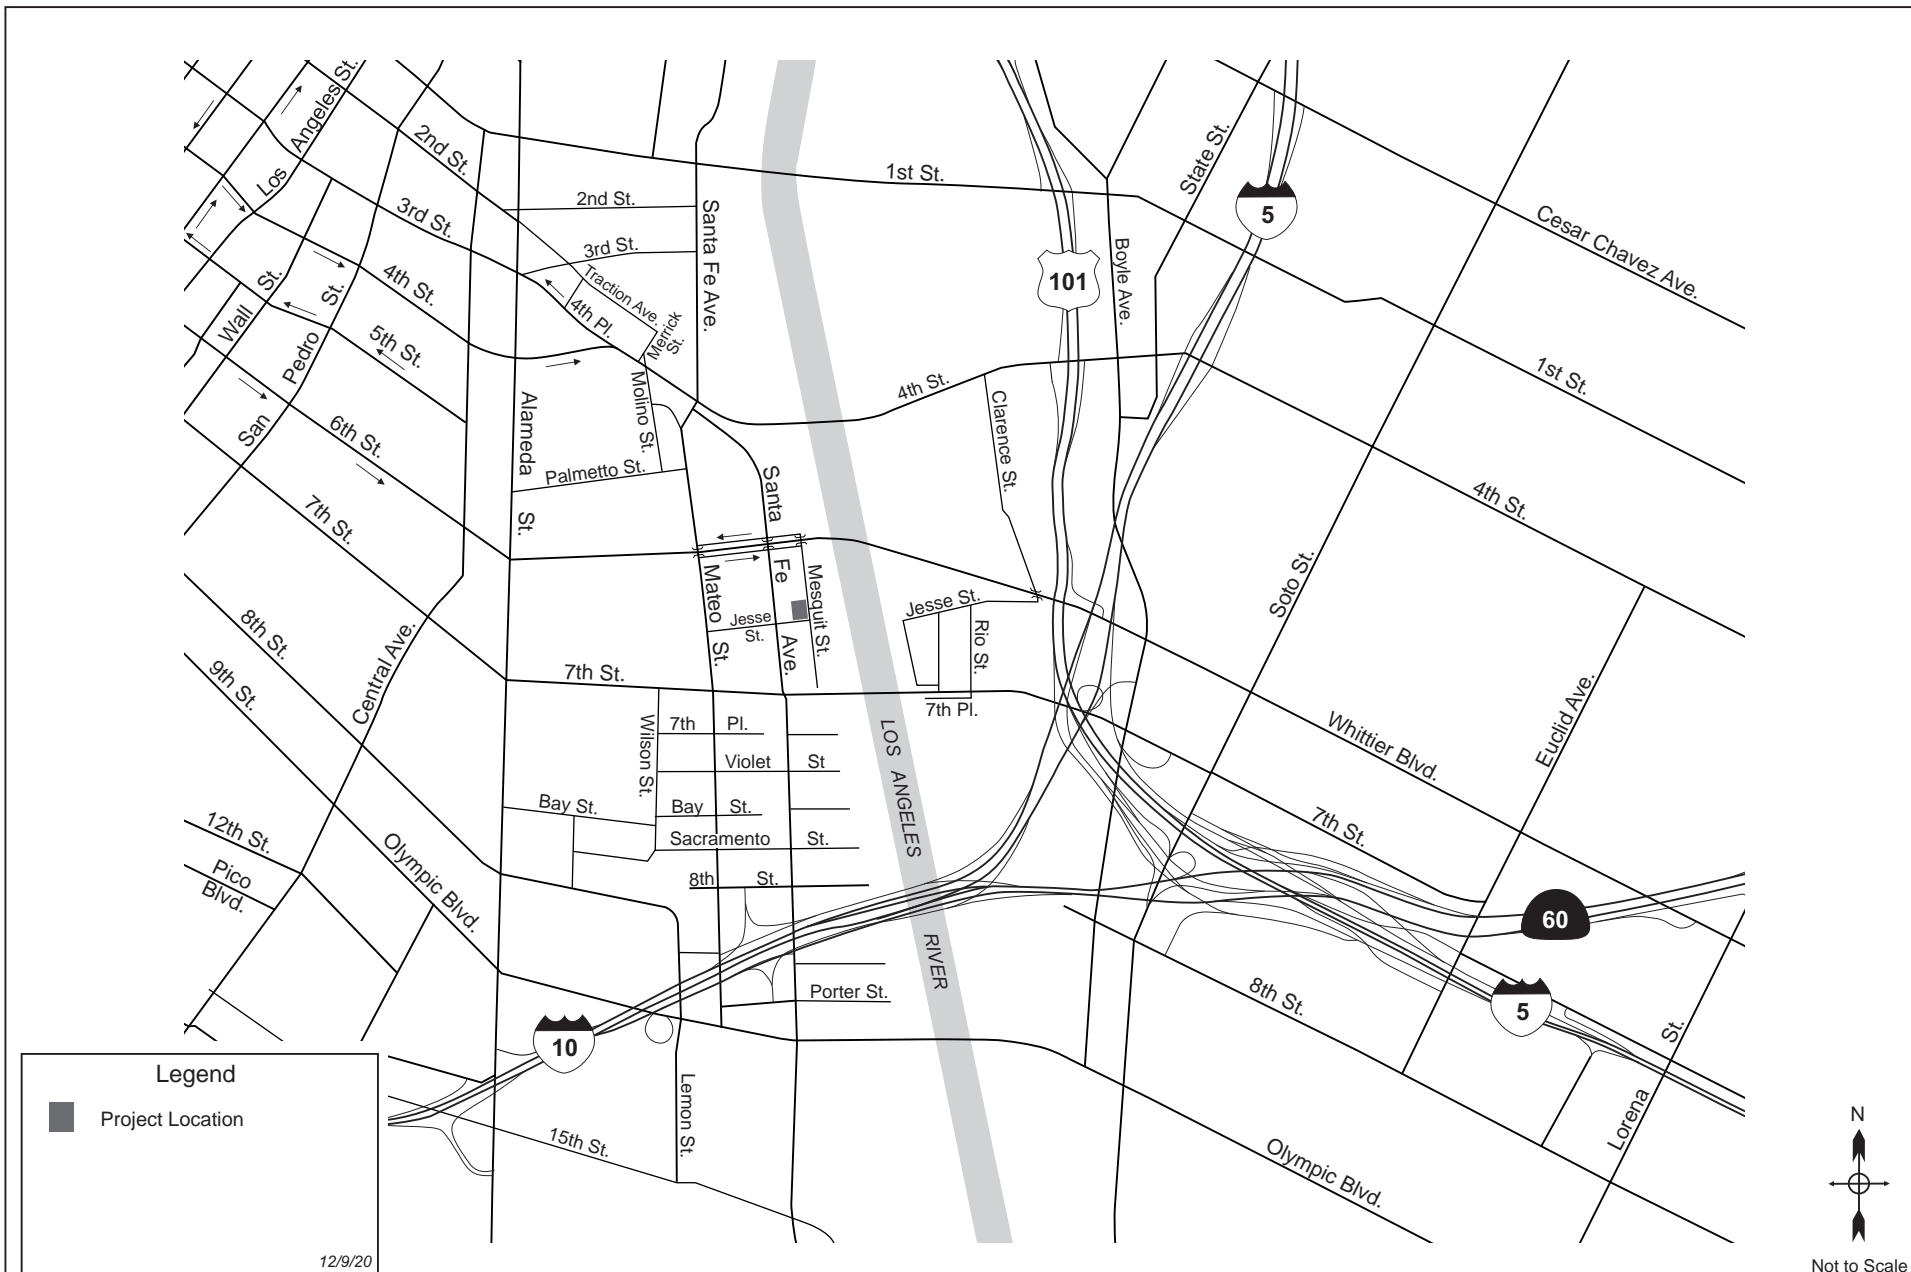 Los Angeles St.
2nd St.
1st St.
State St.
5
Cesar Chavez Ave.
2nd St.
3rd St.
3rd St.
Santa Fe Ave.
Boyle Ave.
101
Traction Ave.
4th Pl.
Merrick
St.
4th St.
Wall St.
San Pedro St.
5th St.
Molino St.
4th St.
1st St.
Alameda St.
Clarence St.
6th St.
Palmetto St.
Santa Fe Ave.
4th St.
7th St.
Mateo St.
Mesquit St.
Jesse
St.
Jesse St.
Rio St.
Soto St.
8th St.
Central Ave.
9th St.
7th St.
7th Pl.
Euclid Ave.
Whittier Blvd.
Wilson St.
7th Pl.
Violet St
LOS ANGELES RIVER
Bay St.
Bay St.
Sacramento St.
7th St.
12th St.
Pico
Blvd.
Olympic Blvd.
8th St.
60
8th St.
Porter St.
5
10
Lorena St.
Lemon St.
15th St.
Olympic Blvd.
Legend
Project Location
12/9/20
N
Not to Scale